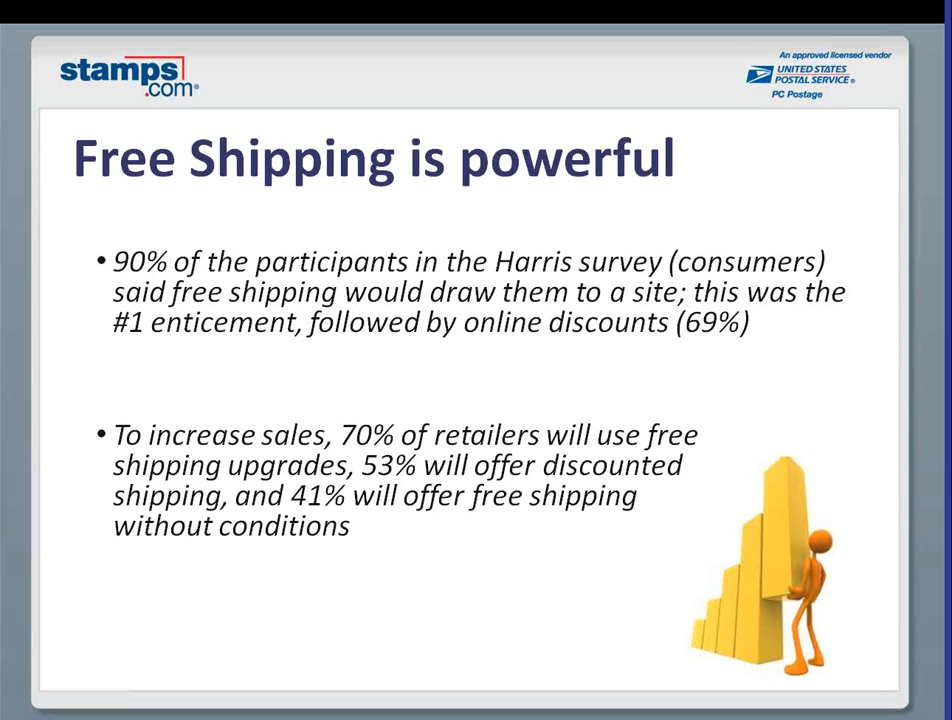 stamps
.com®
An approved licensed vendor
UNITED STATES
POSTAL SERVICE®
PC Postage
Free Shipping is powerful
• 90% of the participants in the Harris survey (consumers)
said free shipping would draw them to a site; this was the
#1 enticement, followed by online discounts (69%)
• To increase sales, 70% of retailers will use free
shipping upgrades, 53% will offer discounted
shipping, and 41% will offer free shipping
without conditions